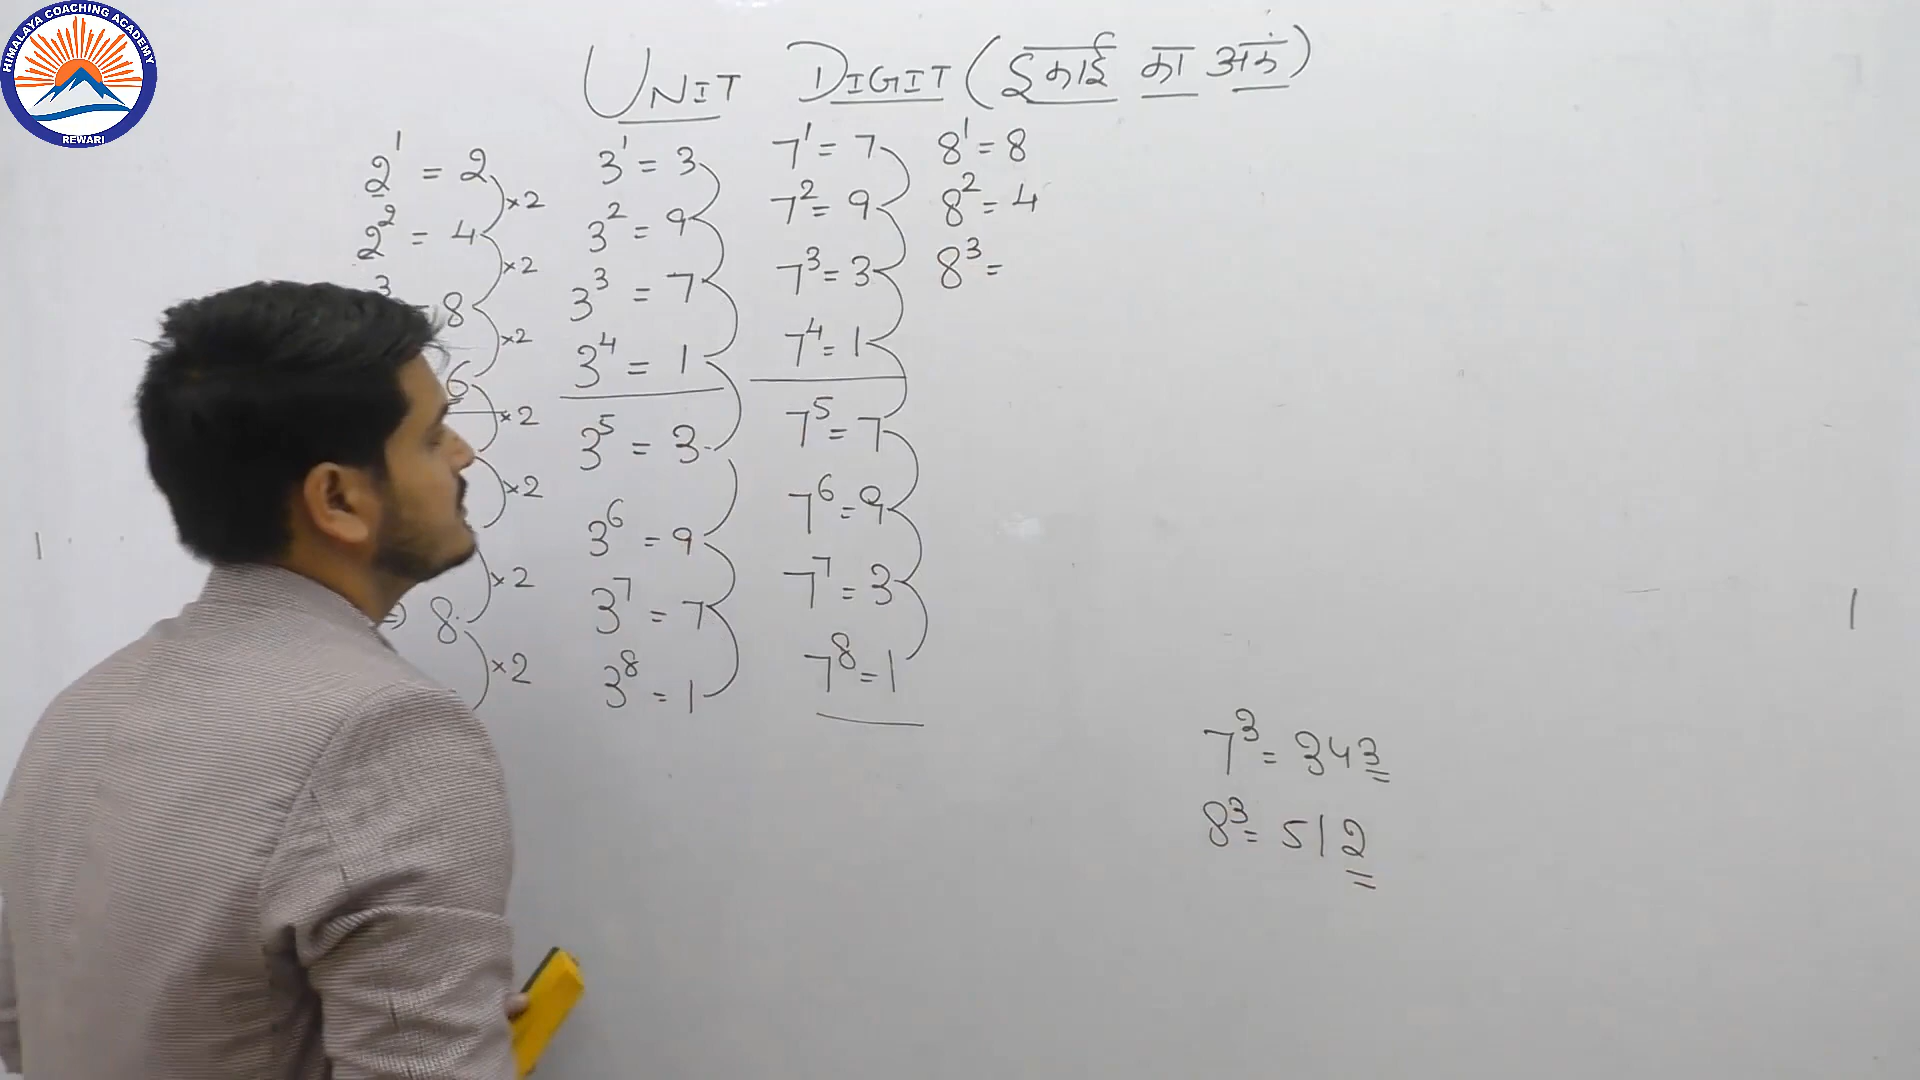 HIMALAYA COACHING ACADEMY
REWARI
UNIT DIGIT (इकाई का अंक)
2¹ = 2
×2
2² = 4
×2
3 = 8
×2
6
×2
×2
×2
⇒ 8
×2
3¹ = 3
3² = 9
3³ = 7
3⁴ = 1
3⁵ = 3
3⁶ = 9
3⁷ = 7
3⁸ = 1
7¹ = 7
7² = 9
7³ = 3
7⁴ = 1
7⁵ = 7
7⁶ = 9
7⁷ = 3
7⁸ = 1
8¹ = 8
8² = 4
8³ =
7³ = 343
8³ = 512